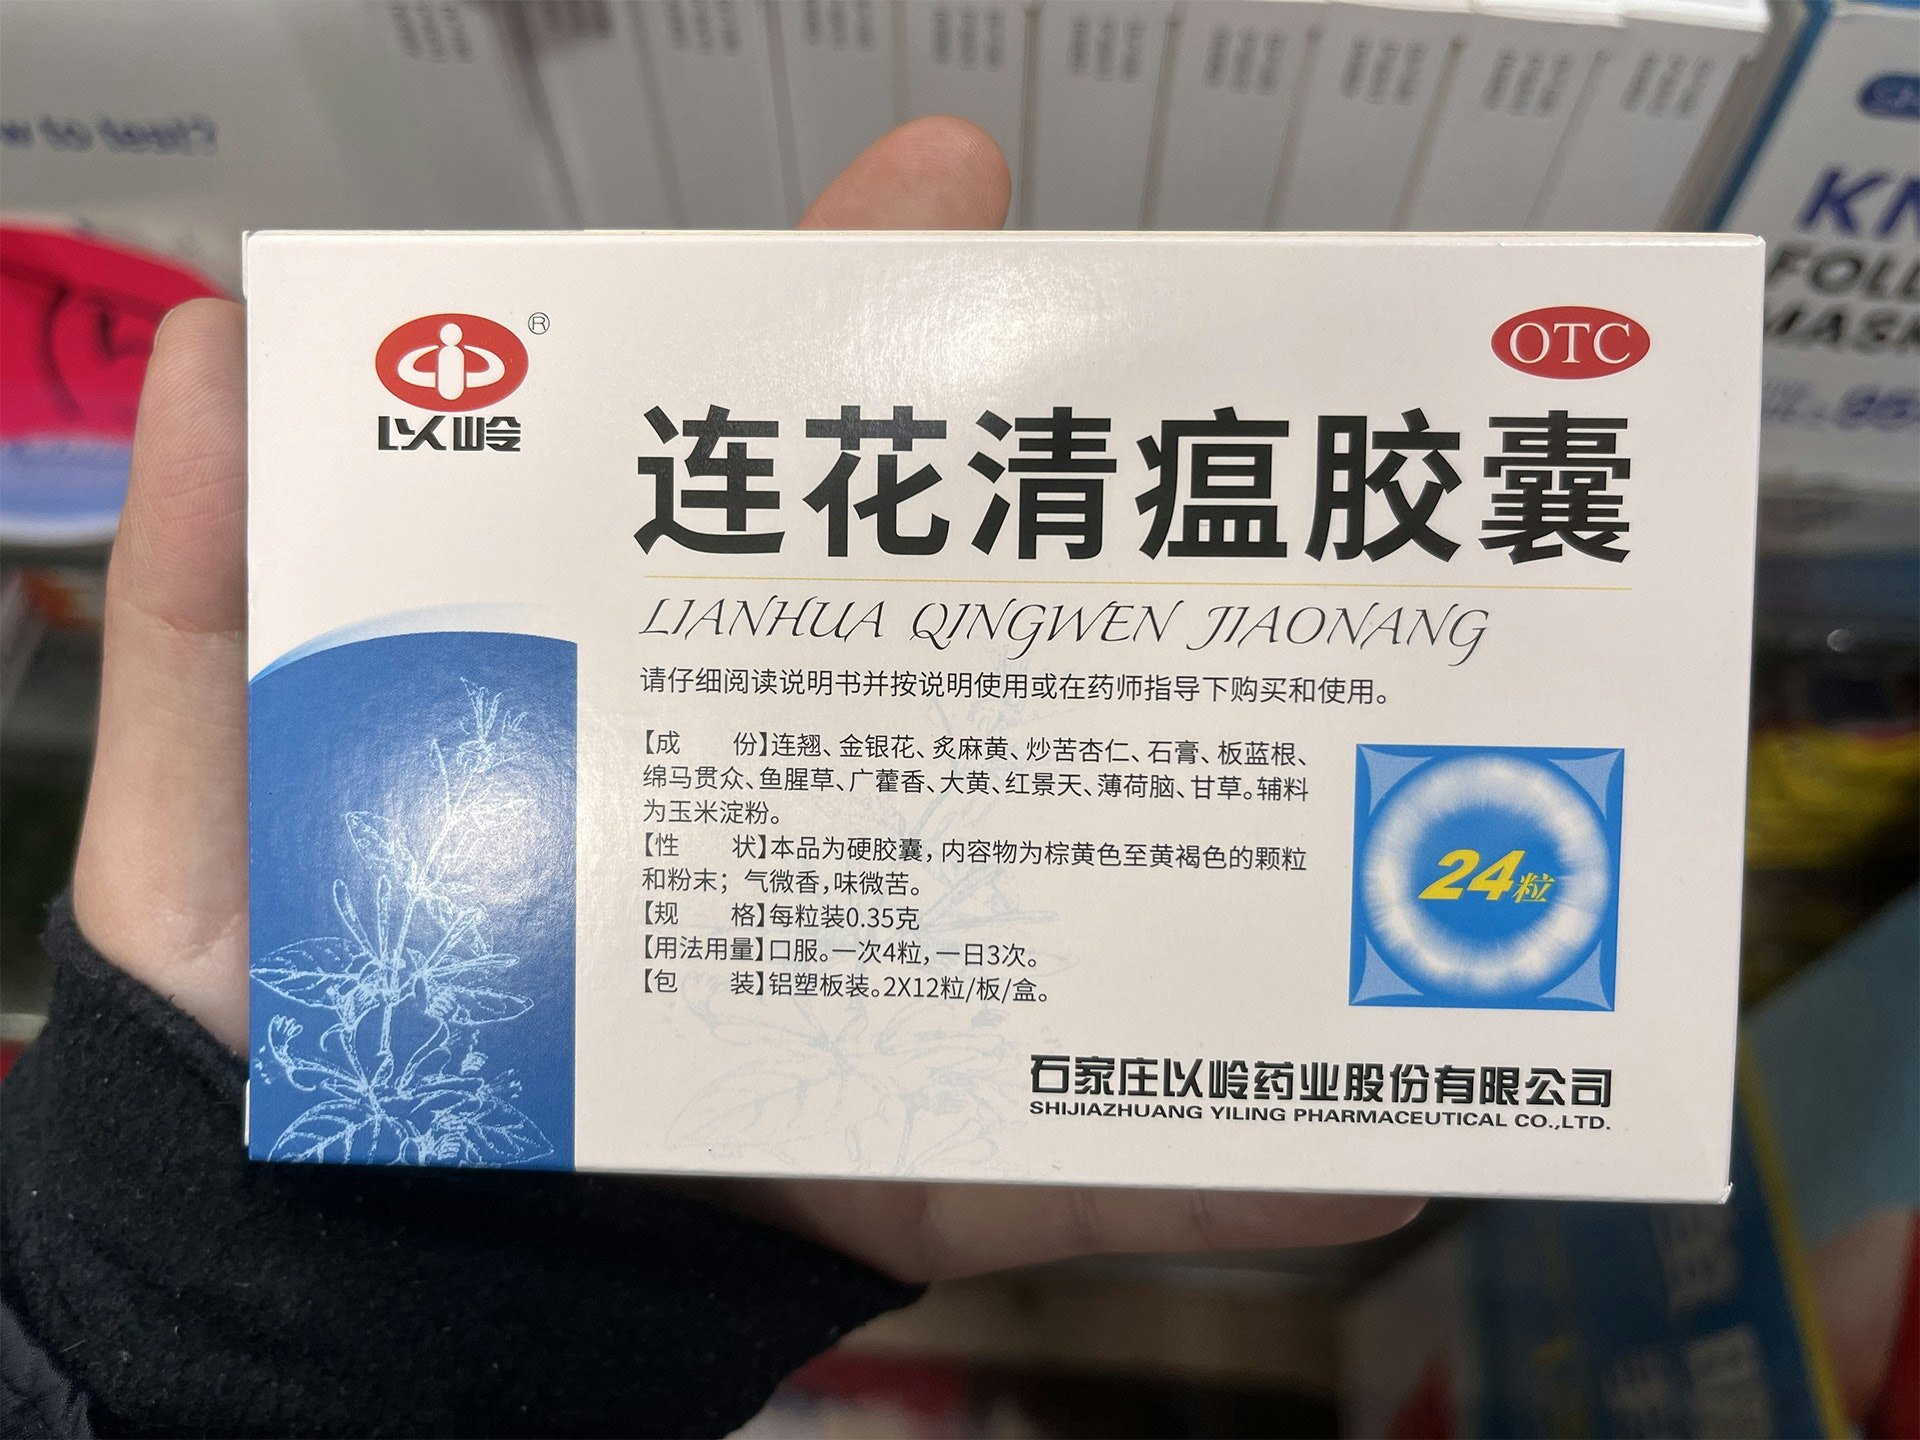 w to test?
KN
FOLD
MASK
以岭
®
OTC
连花清瘟胶囊
LIANHUA QINGWEN JIAONANG
请仔细阅读说明书并按说明使用或在药师指导下购买和使用。
【成 份】连翘、金银花、炙麻黄、炒苦杏仁、石膏、板蓝根、
绵马贯众、鱼腥草、广藿香、大黄、红景天、薄荷脑、甘草。辅料
为玉米淀粉。
【性 状】本品为硬胶囊，内容物为棕黄色至黄褐色的颗粒
和粉末；气微香，味微苦。
【规 格】每粒装0.35克
【用法用量】口服。一次4粒，一日3次。
【包 装】铝塑板装。2X12粒/板/盒。
24粒
石家庄以岭药业股份有限公司
SHIJIAZHUANG YILING PHARMACEUTICAL CO.,LTD.